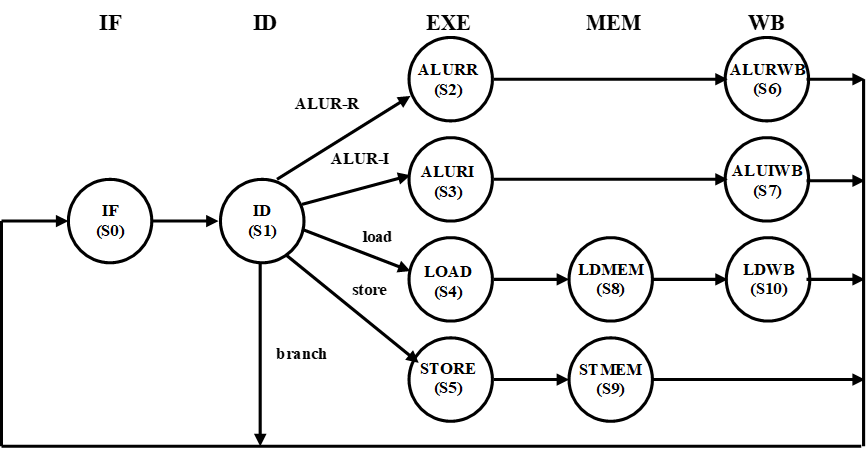 IF
ID
EXE
MEM
WB
ALURR
(S2)
ALURWB
(S6)
ALUR-R
ALUR-I
ALURI
(S3)
ALUIWB
(S7)
IF
(S0)
ID
(S1)
load
LOAD
(S4)
LDMEM
(S8)
LDWB
(S10)
store
branch
STORE
(S5)
STMEM
(S9)